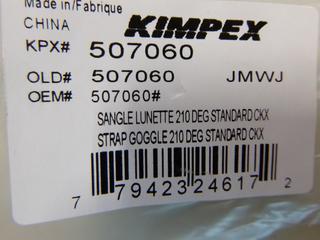 Made in/Fabrique
CHINA KIMPEX
KPX# 507060
OLD# 507060 JMWJ
OEM# 507060#
SANGLE LUNETTE 210 DEG STANDARD CKX
STRAP GOGGLE 210 DEG STANDARD CKX
7 79423 24617 2